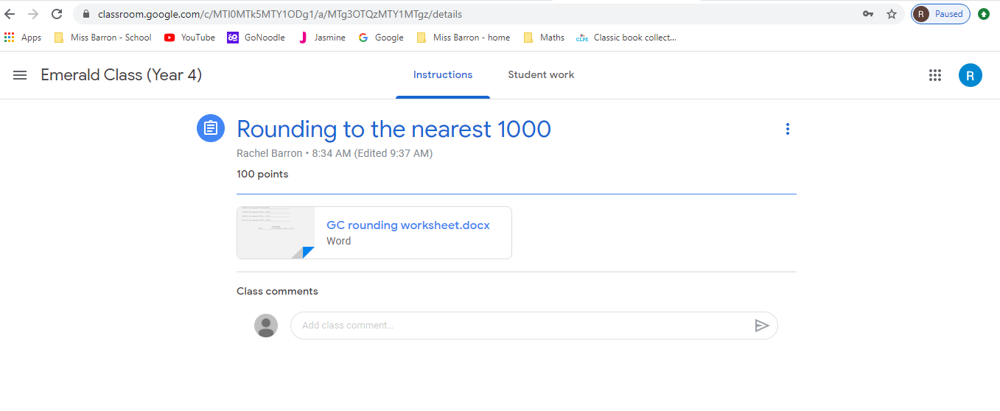 classroom.google.com/c/MTI0MTk5MTY1ODg1/a/MTg3OTQzMTY1MTgz/details
R Paused
Apps Miss Barron - School YouTube GoNoodle Jasmine Google Miss Barron - home Maths CLPE Classic book collect...
Emerald Class (Year 4) Instructions Student work R
Rounding to the nearest 1000
Rachel Barron • 8:34 AM (Edited 9:37 AM)
100 points
GC rounding worksheet.docx
Word
Class comments
Add class comment...